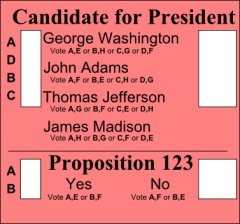 Candidate for President
A
D
B
C
George Washington
Vote A,E or B,H or C,G or D,F
John Adams
Vote A,F or B,E or C,H or D,G
Thomas Jefferson
Vote A,G or B,F or C,E or D,H
James Madison
Vote A,H or B,G or C,F or D,E
Proposition 123
A
B
Yes
Vote A,E or B,F
No
Vote A,F or B,E